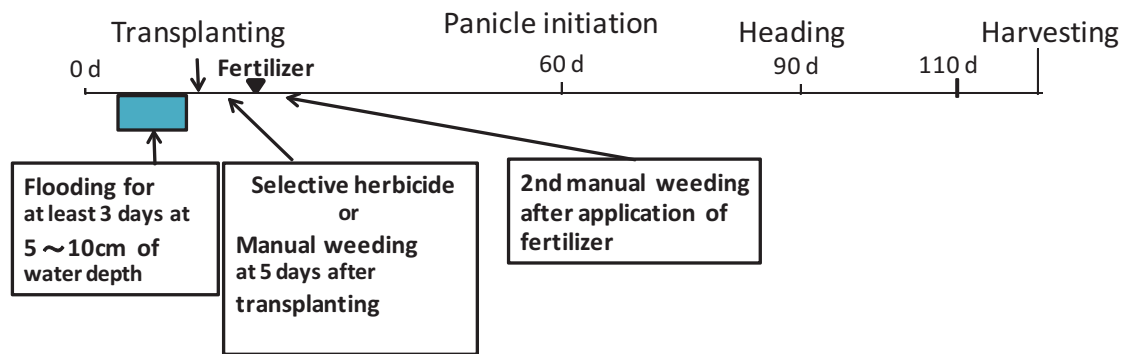 Transplanting
Panicle initiation
Heading
Harvesting
0 d
Fertilizer
60 d
90 d
110 d
Flooding for
at least 3 days at
5 ~10cm of
water depth
Selective herbicide
or
Manual weeding
at 5 days after
transplanting
2nd manual weeding
after application of
fertilizer